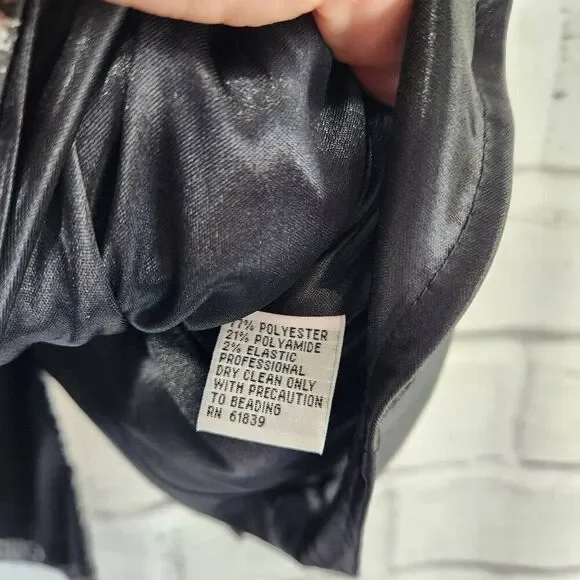 77% POLYESTER
21% POLYAMIDE
2% ELASTIC
PROFESSIONAL
DRY CLEAN ONLY
WITH PRECAUTION
TO BEADING
RN 61839